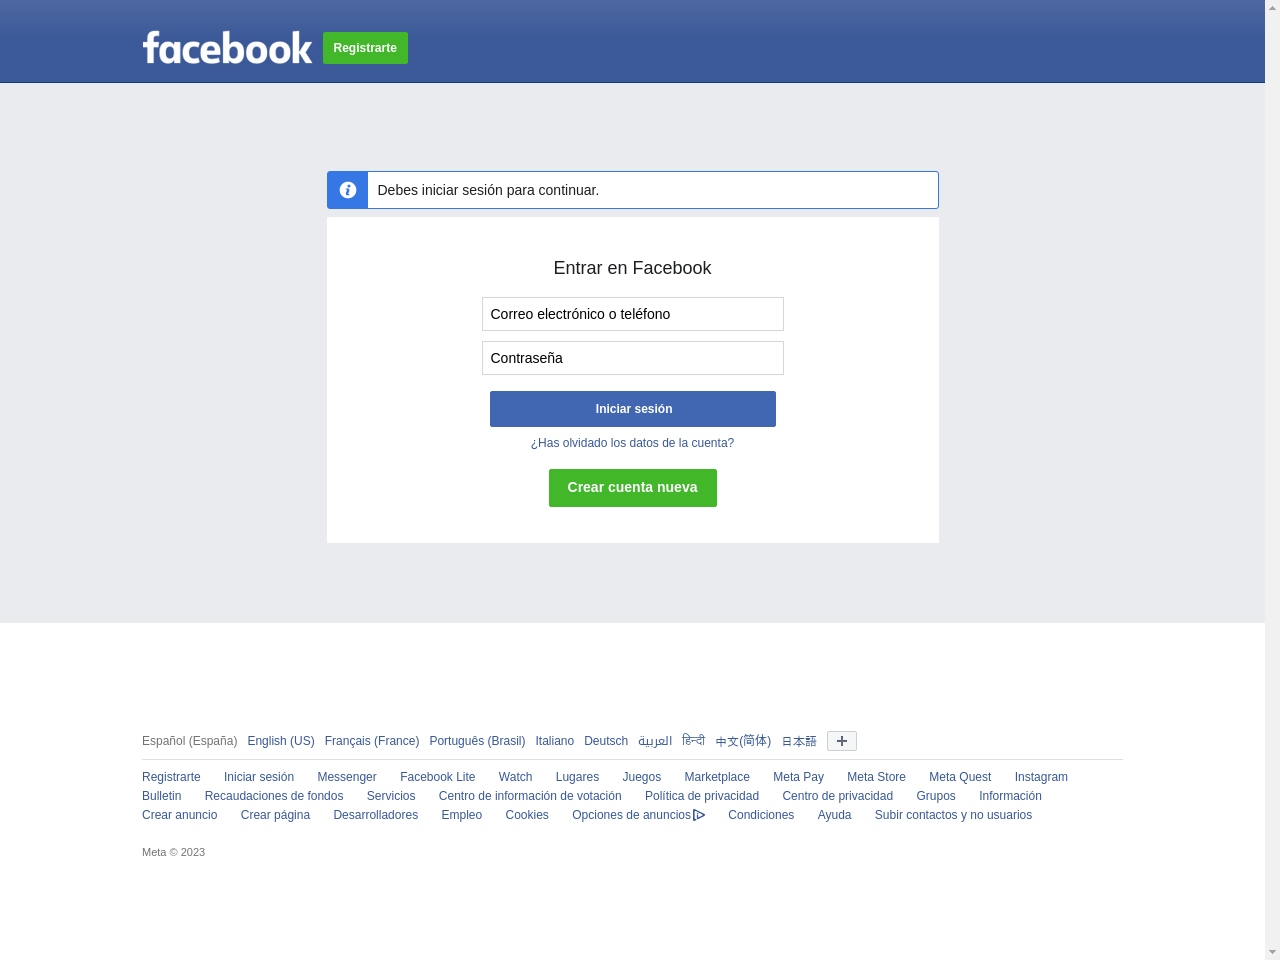 facebook Registrarte
Debes iniciar sesión para continuar.
Entrar en Facebook
Correo electrónico o teléfono
Contraseña
Iniciar sesión
¿Has olvidado los datos de la cuenta?
Crear cuenta nueva
Español (España) English (US) Français (France) Português (Brasil) Italiano Deutsch العربية हिन्दी 中文(简体) 日本語
Registrarte Iniciar sesión Messenger Facebook Lite Watch Lugares Juegos Marketplace Meta Pay Meta Store Meta Quest Instagram
Bulletin Recaudaciones de fondos Servicios Centro de información de votación Política de privacidad Centro de privacidad Grupos Información
Crear anuncio Crear página Desarrolladores Empleo Cookies Opciones de anuncios Condiciones Ayuda Subir contactos y no usuarios
Meta © 2023